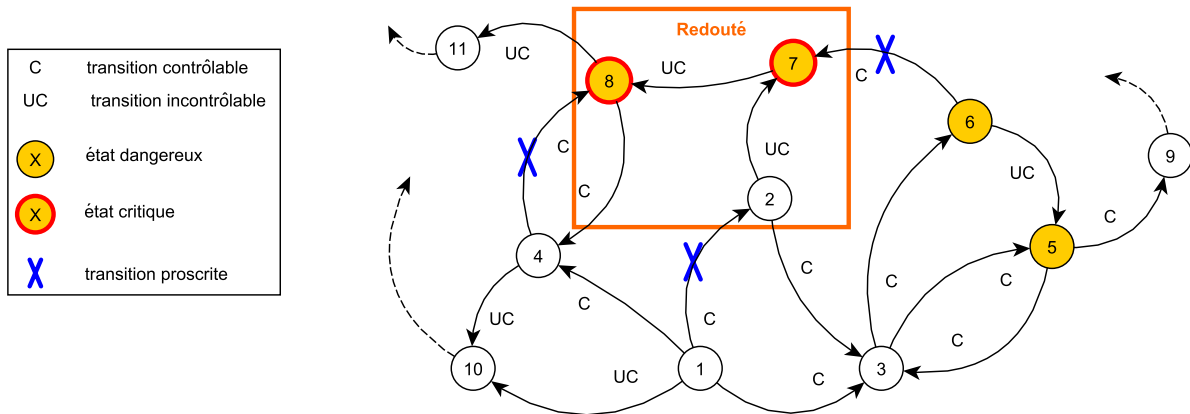 C transition contrôlable
UC transition incontrôlable
X état dangereux
X état critique
transition proscrite
Redouté
11
UC
8
UC
7
C
6
UC
9
C
C
UC
2
C
4
C
5
C
C
C
C
UC
C
C
10
UC
1
C
3